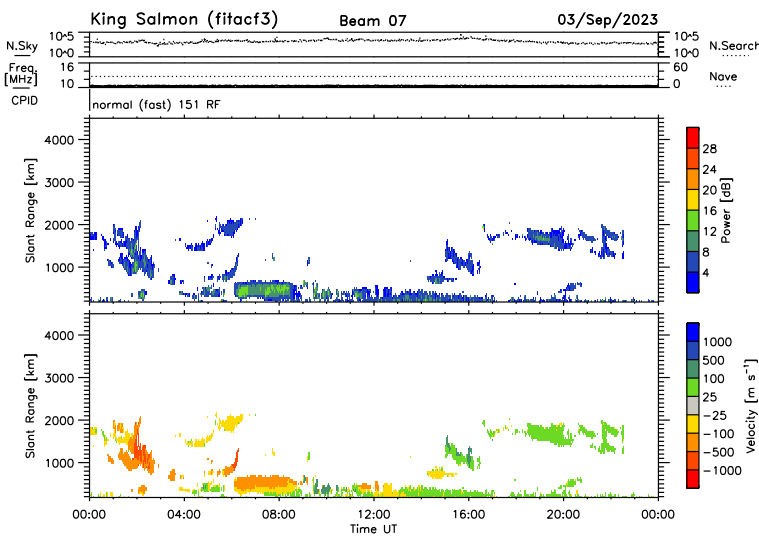 King Salmon (fitacf3) Beam 07 03/Sep/2023
N.Sky 10^5 10^0 10^5 10^0 N.Search
Freq. [MHz] 16 10 60 0 Nave
CPID normal (fast) 151 RF
Slant Range [km] 4000 3000 2000 1000
Power [dB] 28 24 20 16 12 8 4
Slant Range [km] 4000 3000 2000 1000
Velocity [m s⁻¹] 1000 500 100 25 −25 −100 −500 −1000
00:00 04:00 08:00 12:00 16:00 20:00 00:00
Time UT